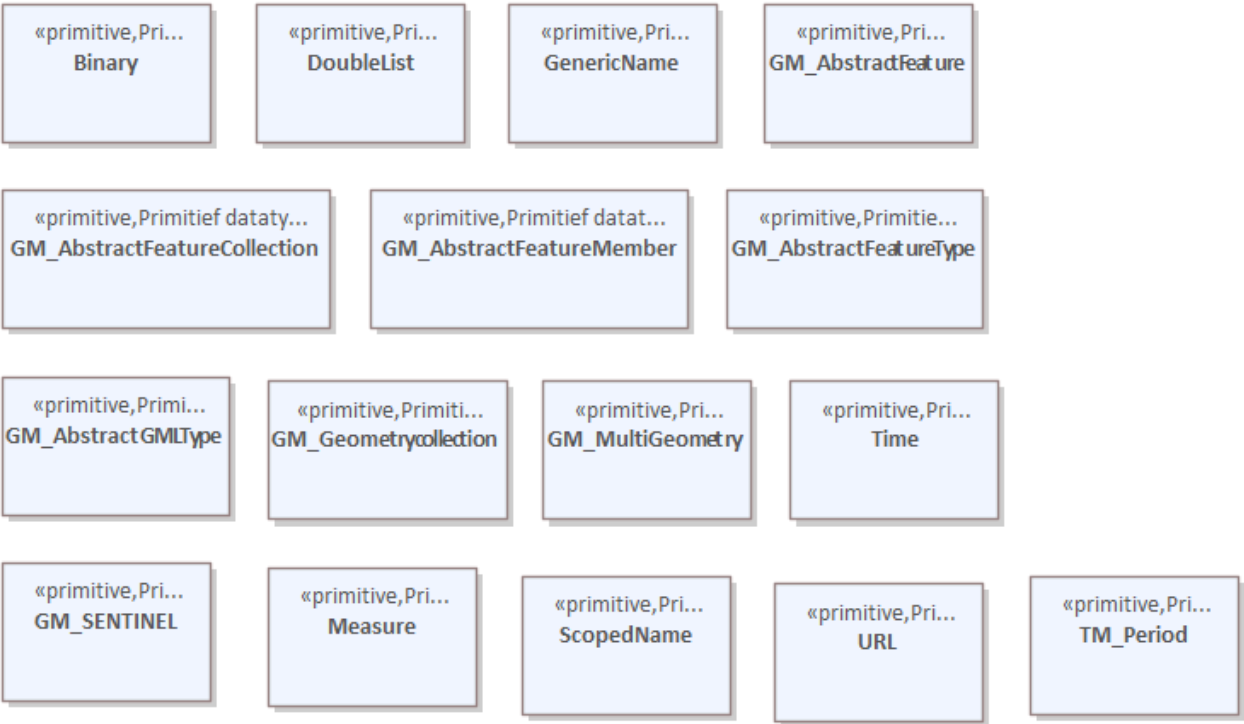 «primitive,Pri...
Binary
«primitive,Pri...
DoubleList
«primitive,Pri...
GenericName
«primitive,Pri...
GM_AbstractFeature
«primitive,Primitief dataty...
GM_AbstractFeatureCollection
«primitive,Primitief datat...
GM_AbstractFeatureMember
«primitive,Primitie...
GM_AbstractFeatureType
«primitive,Primi...
GM_AbstractGMLType
«primitive,Primiti...
GM_Geometrycollection
«primitive,Pri...
GM_MultiGeometry
«primitive,Pri...
Time
«primitive,Pri...
GM_SENTINEL
«primitive,Pri...
Measure
«primitive,Pri...
ScopedName
«primitive,Pri...
URL
«primitive,Pri...
TM_Period